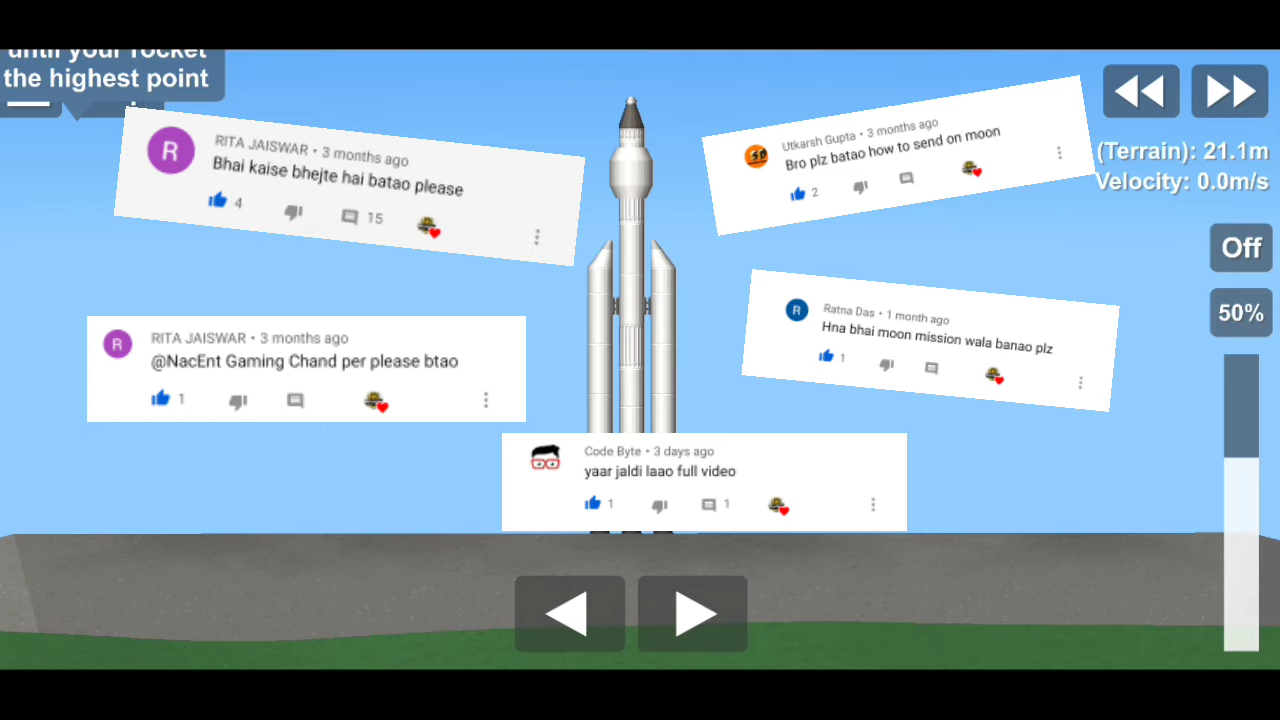 until your rocket
the highest point
RITA JAISWAR • 3 months ago
Bhai kaise bhejte hai batao please
4 15
Utkarsh Gupta • 3 months ago
Bro plz batao how to send on moon
2
(Terrain): 21.1m
Velocity: 0.0m/s
Off
50%
RITA JAISWAR • 3 months ago
@NacEnt Gaming Chand per please btao
1
Ratna Das • 1 month ago
Hna bhai moon mission wala banao plz
1
Code Byte • 3 days ago
yaar jaldi laao full video
1 1